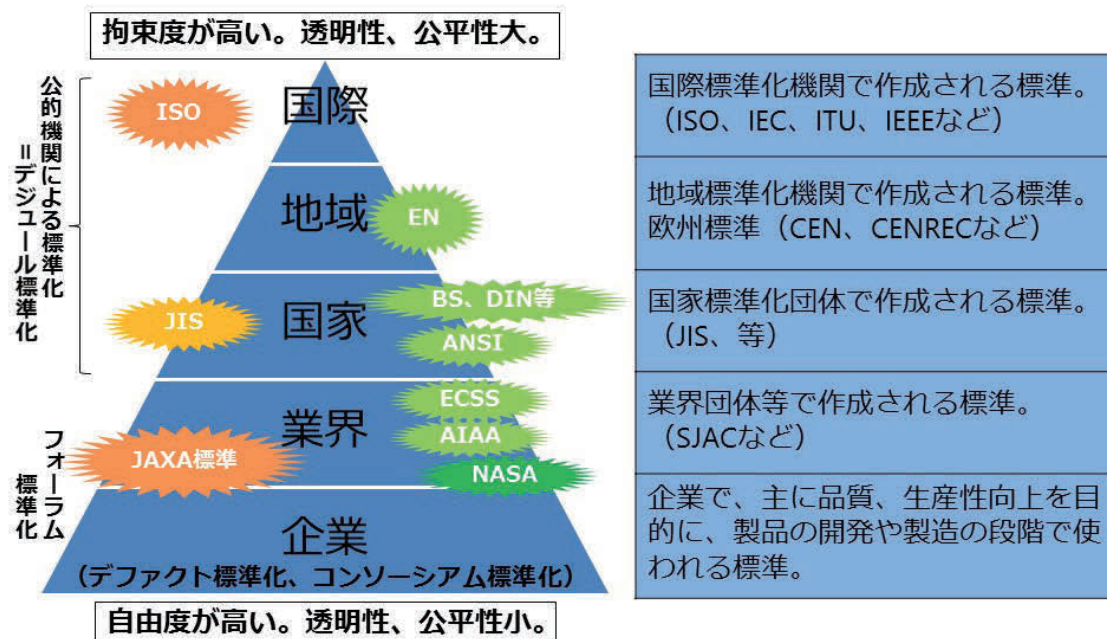 拘束度が高い。透明性、公平性大。
公的機関による標準化
＝デジュール標準化
ISO
国際
地域
EN
JIS
国家
BS、DIN等
ANSI
業界
ECSS
AIAA
NASA
フォーラム
標準化
JAXA標準
企業
（デファクト標準化、コンソーシアム標準化）
自由度が高い。透明性、公平性小。
国際標準化機関で作成される標準。
（ISO、IEC、ITU、IEEEなど）
地域標準化機関で作成される標準。
欧州標準（CEN、CENRECなど）
国家標準化団体で作成される標準。
（JIS、等）
業界団体等で作成される標準。
（SJACなど）
企業で、主に品質、生産性向上を目
的に、製品の開発や製造の段階で使
われる標準。